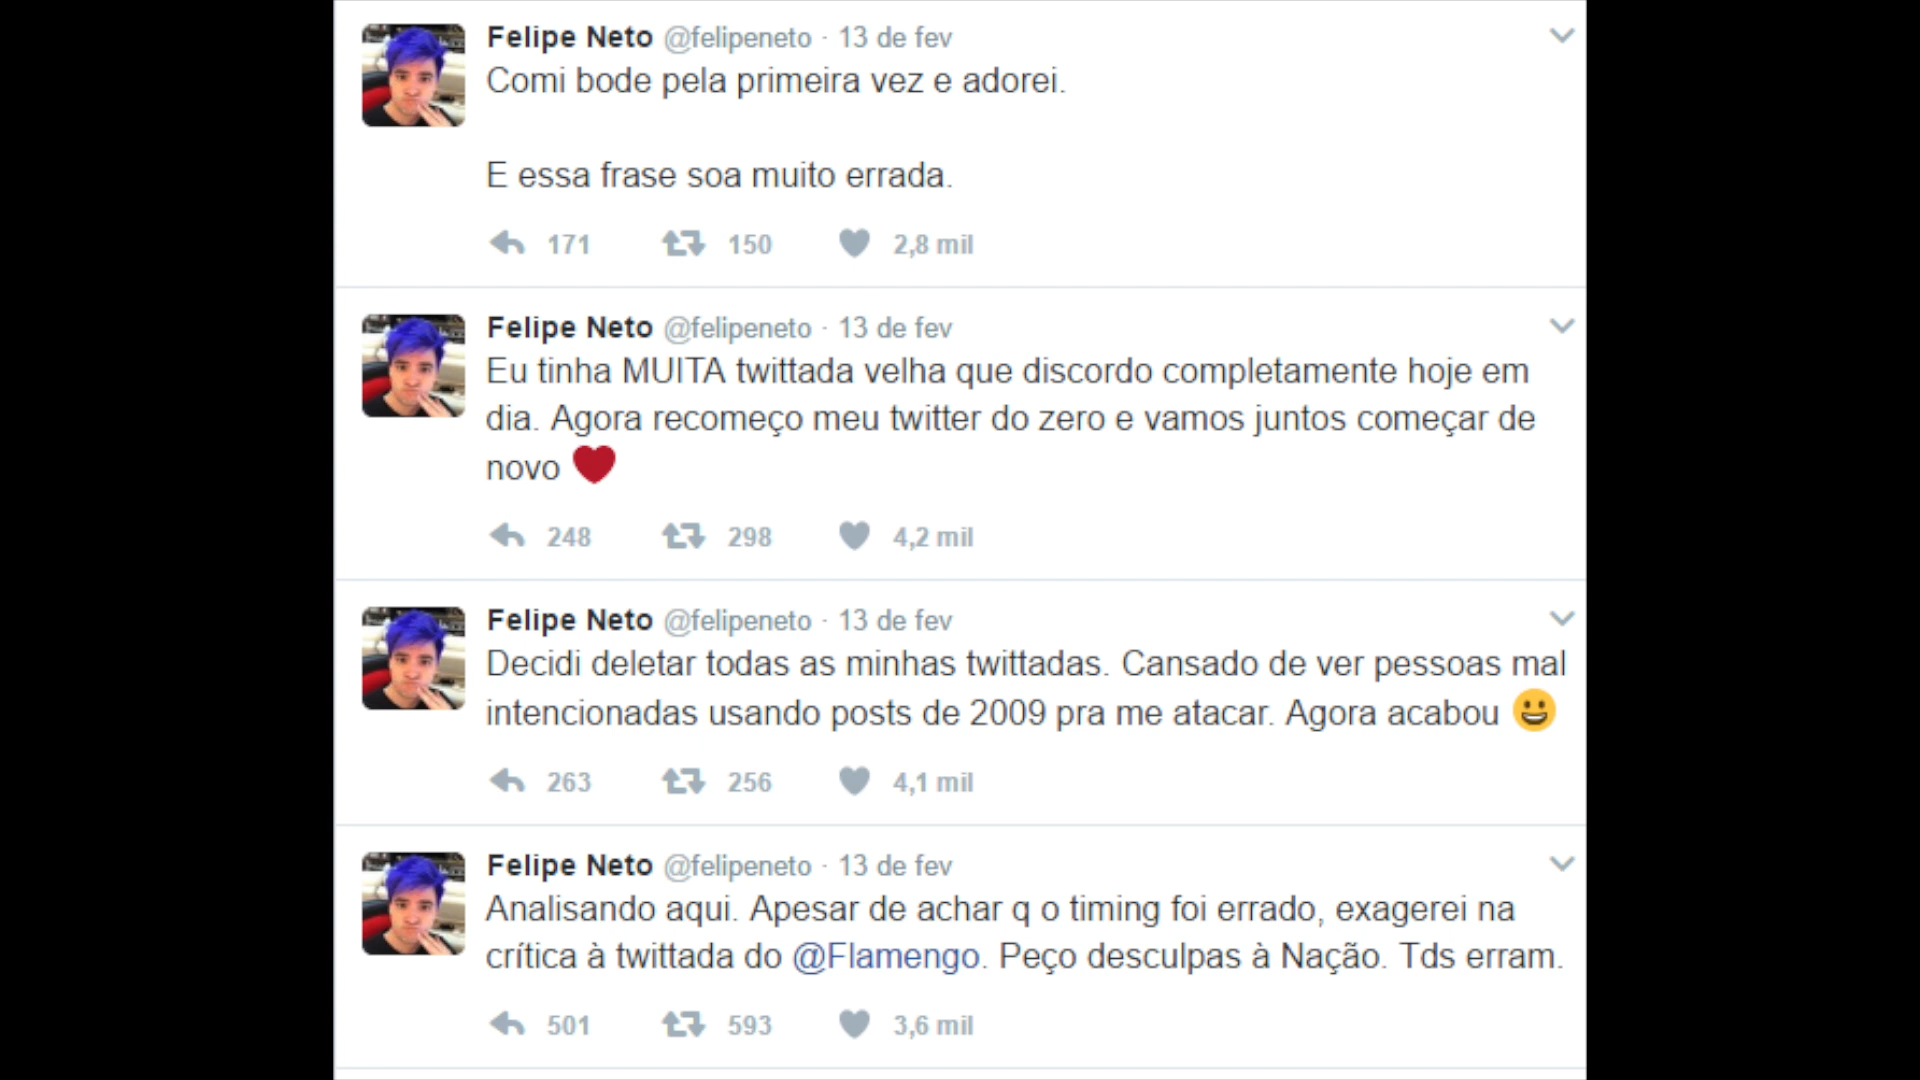 Felipe Neto @felipeneto · 13 de fev
Comi bode pela primeira vez e adorei.
E essa frase soa muito errada.
171 150 2,8 mil
Felipe Neto @felipeneto · 13 de fev
Eu tinha MUITA twittada velha que discordo completamente hoje em
dia. Agora recomeço meu twitter do zero e vamos juntos começar de
novo ❤
248 298 4,2 mil
Felipe Neto @felipeneto · 13 de fev
Decidi deletar todas as minhas twittadas. Cansado de ver pessoas mal
intencionadas usando posts de 2009 pra me atacar. Agora acabou 😀
263 256 4,1 mil
Felipe Neto @felipeneto · 13 de fev
Analisando aqui. Apesar de achar q o timing foi errado, exagerei na
crítica à twittada do @Flamengo. Peço desculpas à Nação. Tds erram.
501 593 3,6 mil